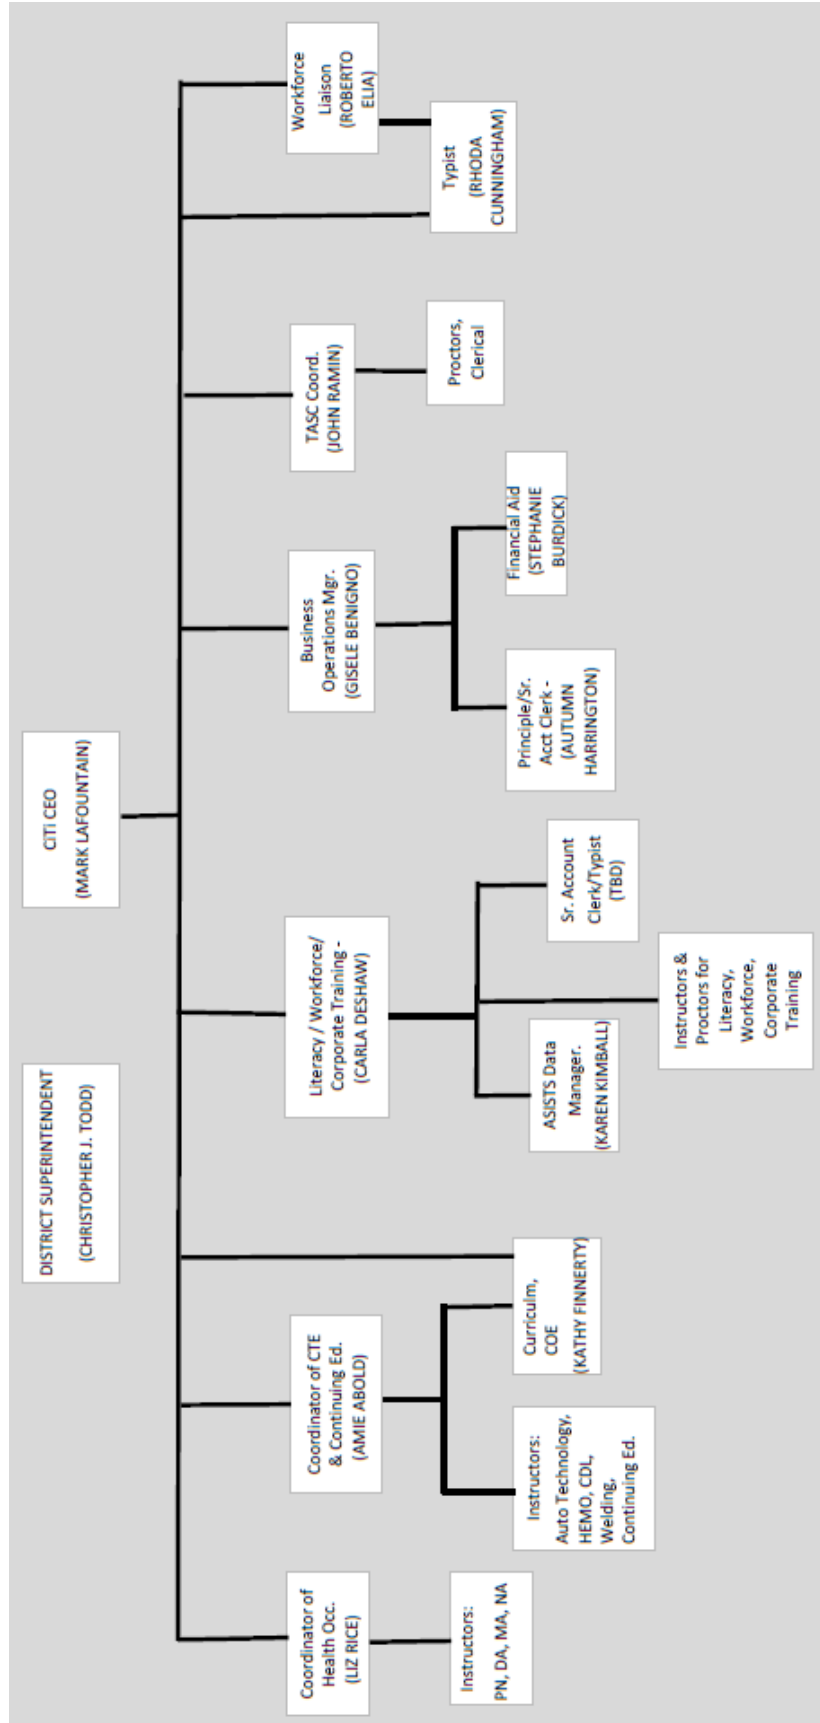 DISTRICT SUPERINTENDENT
(CHRISTOPHER J. TODD)
CiTi CEO
(MARK LAFOUNTAIN)
Coordinator of
Health Occ.
(LIZ RICE)
Coordinator of CTE
& Continuing Ed.
(AMIE ABOLD)
Literacy / Workforce/
Corporate Training -
(CARLA DESHAW)
Business
Operations Mgr.
(GISELE BENIGNO)
TASC Coord.
(JOHN RAMIN)
Workforce
Liaison
(ROBERTO
ELIA)
Instructors:
PN, DA, MA, NA
Instructors:
Auto Technology,
HEMO, CDL,
Welding,
Continuing Ed.
Curriculm,
COE
(KATHY FINNERTY)
ASISTS Data
Manager.
(KAREN KIMBALL)
Instructors &
Proctors for
Literacy,
Workforce,
Corporate
Training
Sr. Account
Clerk/Typist
(TBD)
Principle/Sr.
Acct Clerk -
(AUTUMN
HARRINGTON)
Financial Aid
(STEPHANIE
BURDICK)
Proctors,
Clerical
Typist
(RHODA
CUNNINGHAM)